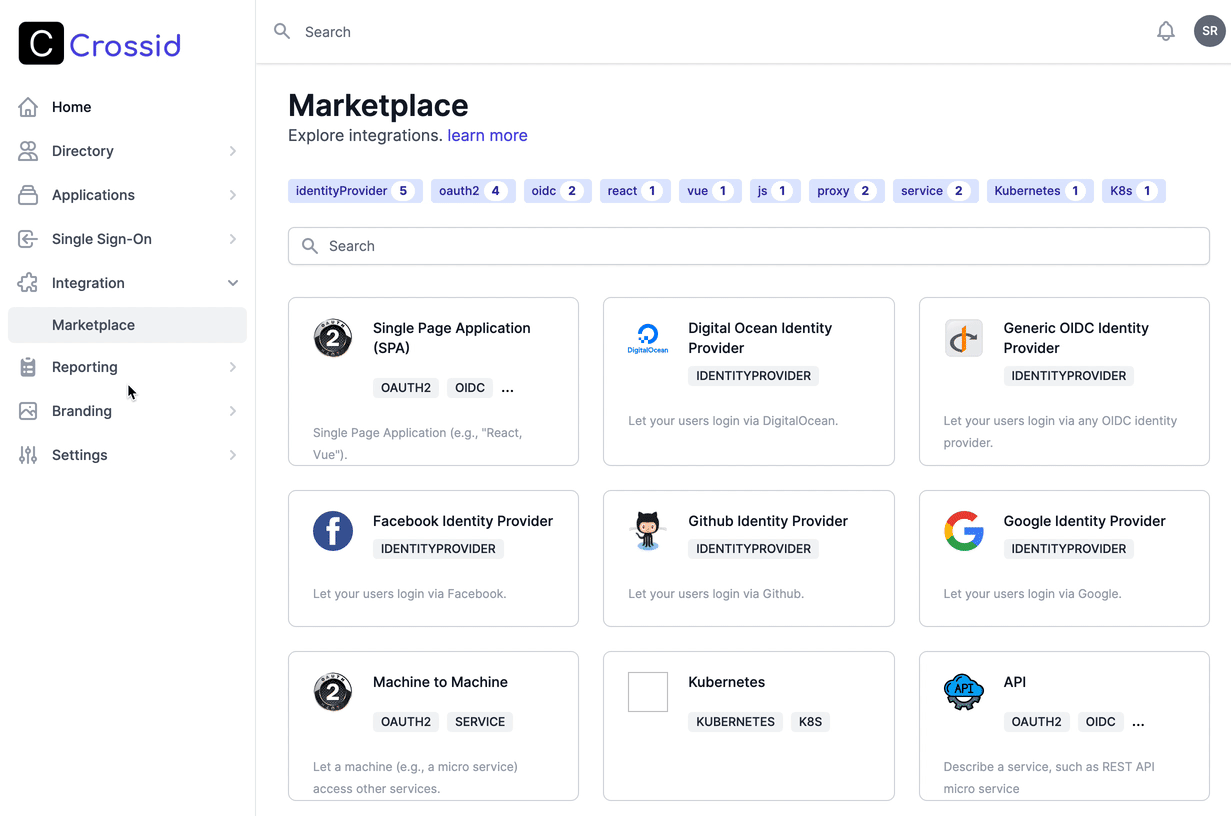 C Crossid
Search
SR
Home
Directory
Applications
Single Sign-On
Integration
Marketplace
Reporting
Branding
Settings
Marketplace
Explore integrations. learn more
identityProvider 5 oauth2 4 oidc 2 react 1 vue 1 js 1 proxy 2 service 2 Kubernetes 1 K8s 1
Search
2
Single Page Application
(SPA)
OAUTH2 OIDC ...
Single Page Application (e.g., "React,
Vue").
DigitalOcean
Digital Ocean Identity
Provider
IDENTITYPROVIDER
Let your users login via DigitalOcean.
Generic OIDC Identity
Provider
IDENTITYPROVIDER
Let your users login via any OIDC identity
provider.
Facebook Identity Provider
IDENTITYPROVIDER
Let your users login via Facebook.
Github Identity Provider
IDENTITYPROVIDER
Let your users login via Github.
Google Identity Provider
IDENTITYPROVIDER
Let your users login via Google.
2
Machine to Machine
OAUTH2 SERVICE
Let a machine (e.g., a micro service)
access other services.
Kubernetes
KUBERNETES K8S
API
API
OAUTH2 OIDC ...
Describe a service, such as REST API
micro service